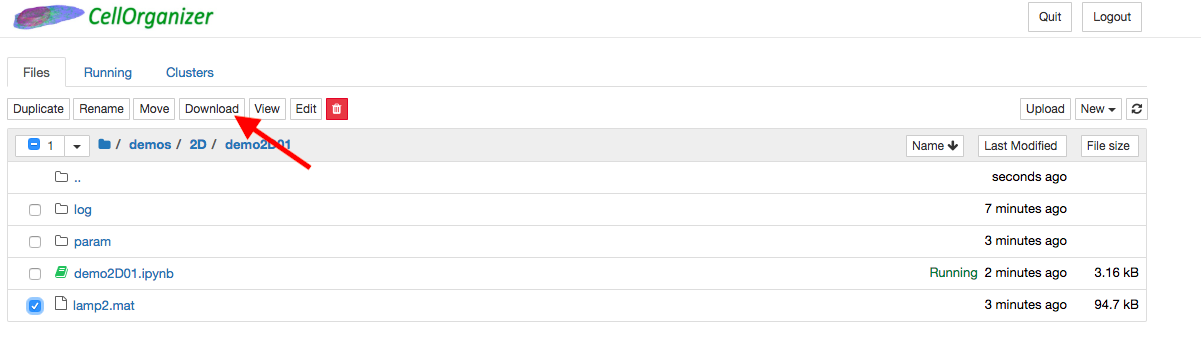 CellOrganizer
Quit Logout
Files Running Clusters
Duplicate Rename Move Download View Edit Upload New
1 / demos / 2D / demo2D01 Name Last Modified File size
.. seconds ago
log 7 minutes ago
param 3 minutes ago
demo2D01.ipynb Running 2 minutes ago 3.16 kB
lamp2.mat 3 minutes ago 94.7 kB